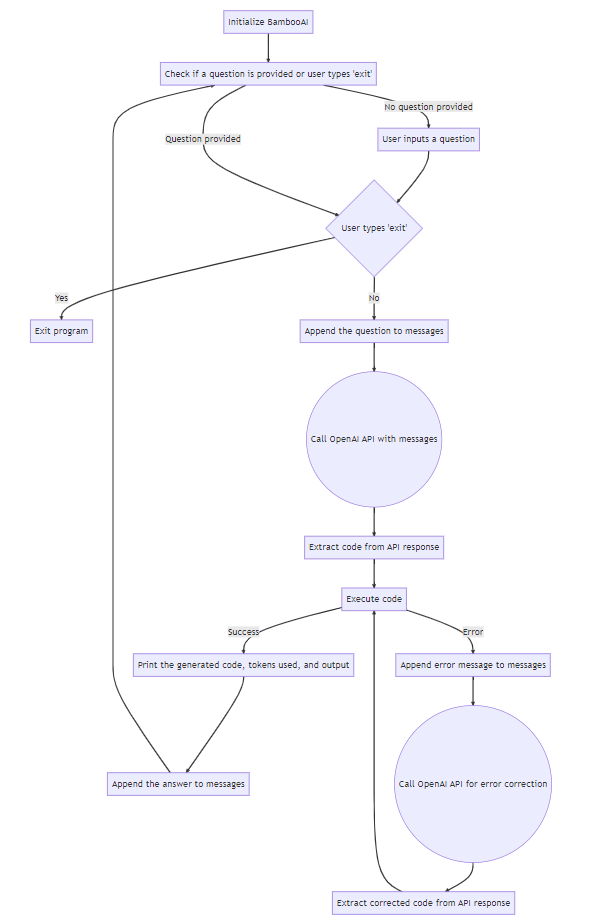 Initialize BambooAI
Check if a question is provided or user types 'exit'
No question provided
Question provided
User inputs a question
User types 'exit'
Yes
No
Exit program
Append the question to messages
Call OpenAI API with messages
Extract code from API response
Execute code
Success
Error
Print the generated code, tokens used, and output
Append error message to messages
Append the answer to messages
Call OpenAI API for error correction
Extract corrected code from API response